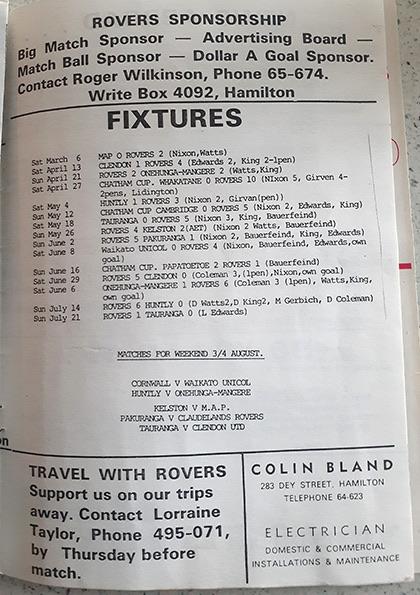 ROVERS SPONSORSHIP
Big Match Sponsor — Advertising Board —
Match Ball Sponsor — Dollar A Goal Sponsor.
Contact Roger Wilkinson, Phone 65-674.
Write Box 4092, Hamilton
FIXTURES
Sat March 6 MAP O ROVERS 2 (Nixon,Watts)
Sat April 13 CLENDON 1 ROVERS 4 (Edwards 2, King 2-1pen)
Sun April 21 ROVERS 2 ONEHUNGA-MANGERE 2 (Watts,King)
Sat April 27 CHATHAM CUP. WHAKATANE 0 ROVERS 10 (NIxon 5, Girven 4-
2pens, Lidington)
Sat May 4 HUNTLY 1 ROVERS 3 (Nixon 2, Girvan(pen))
Sun May 12 CHATHAM CUP CAMBRIDGE 0 ROVERS 5 (Nixon 2, Edwards, King)
Sat May 18 TAURANGA 0 ROVERS 5 (Nixon 3, King, Bauerfeind)
Sun May 26 ROVERS 4 KELSTON 2(AET) (Nixon 2 Watts, Bauerfeind)
Sun June 2 ROVERS 5 PAKURANGA 1 (Nixon 2, Bauerfeind, King, Edwards)
Sat June 8 Waikato UNICOL 0 ROVERS 4 (Nixon, Bauerfeind, Edwards,own
goal)
Sun June 16 CHATHAM CUP. PAPATOETOE 2 ROVERS 1 (Bauerfeind)
Sat June 29 ROVERS 5 CLENDON 0 (Coleman 3,(1pen),Nixon,own goal)
Sat June 6 ONEHUNGA-MANGERE 1 ROVERS 6 (Coleman 3 (1pen), Watts,King,
own goal)
Sun July 14 ROVERS 6 HUNTLY 0 (D Watts2,D King2, M Gerbich, D Coleman)
Sun July 21 ROVERS 1 TAURANGA 0 (L Edwards)
MATCHES FOR WEEKEND 3/4 AUGUST.
CORNWALL V WAIKATO UNICOL
HUNTLY V ONEHUNGA-MANGERE
KELSTON V M.A.P.
PAKURANGA V CLAUDELANDS ROVERS
TAURANGA V CLENDON UTD
TRAVEL WITH ROVERS
Support us on our trips
away. Contact Lorraine
Taylor, Phone 495-071,
by Thursday before
match.
COLIN BLAND
283 DEY STREET, HAMILTON
TELEPHONE 64-623
ELECTRICIAN
DOMESTIC & COMMERCIAL
INSTALLATIONS & MAINTENANCE